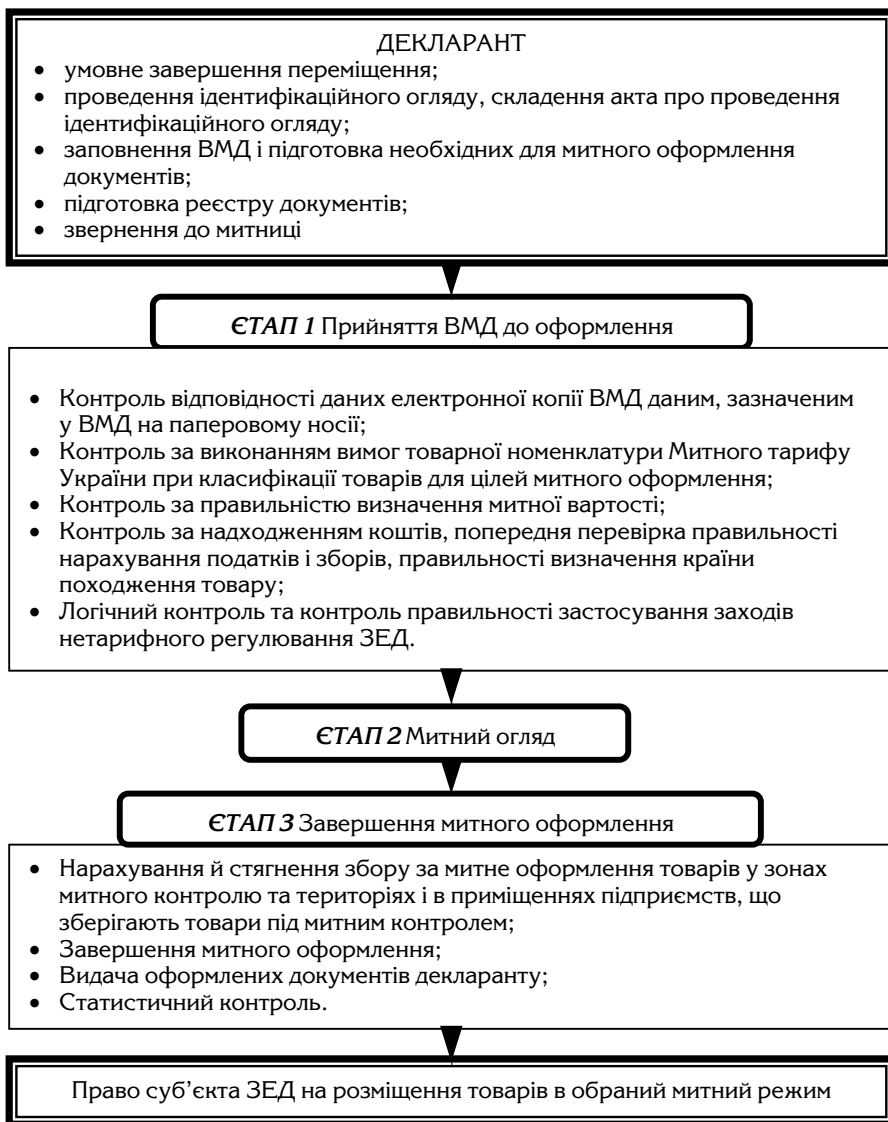 ДЕКЛАРАНТ
• умовне завершення переміщення;
• проведення ідентифікаційного огляду, складення акта про проведення
ідентифікаційного огляду;
• заповнення ВМД і підготовка необхідних для митного оформлення
документів;
• підготовка реєстру документів;
• звернення до митниці
ЄТАП 1 Прийняття ВМД до оформлення
• Контроль відповідності даних електронної копії ВМД даним, зазначеним
у ВМД на паперовому носії;
• Контроль за виконанням вимог товарної номенклатури Митного тарифу
України при класифікації товарів для цілей митного оформлення;
• Контроль за правильністю визначення митної вартості;
• Контроль за надходженням коштів, попередня перевірка правильності
нарахування податків і зборів, правильності визначення країни
походження товару;
• Логічний контроль та контроль правильності застосування заходів
нетарифного регулювання ЗЕД.
ЄТАП 2 Митний огляд
ЄТАП 3 Завершення митного оформлення
• Нарахування й стягнення збору за митне оформлення товарів у зонах
митного контролю та територіях і в приміщеннях підприємств, що
зберігають товари під митним контролем;
• Завершення митного оформлення;
• Видача оформлених документів декларанту;
• Статистичний контроль.
Право суб’єкта ЗЕД на розміщення товарів в обраний митний режим